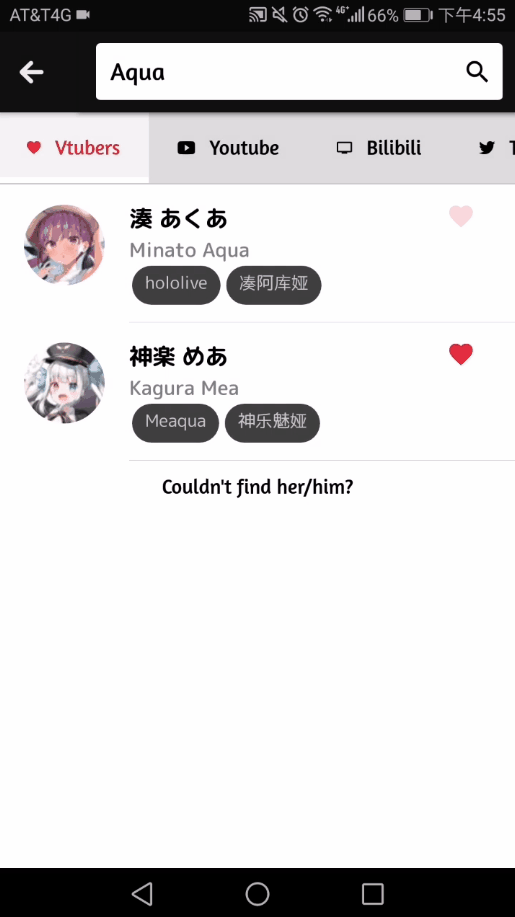 AT&T4G 4G+ 66% 下午4:55
Aqua
Vtubers Youtube Bilibili T
湊 あくあ
Minato Aqua
hololive 凑阿库娅
神楽 めあ
Kagura Mea
Meaqua 神乐魅娅
Couldn't find her/him?